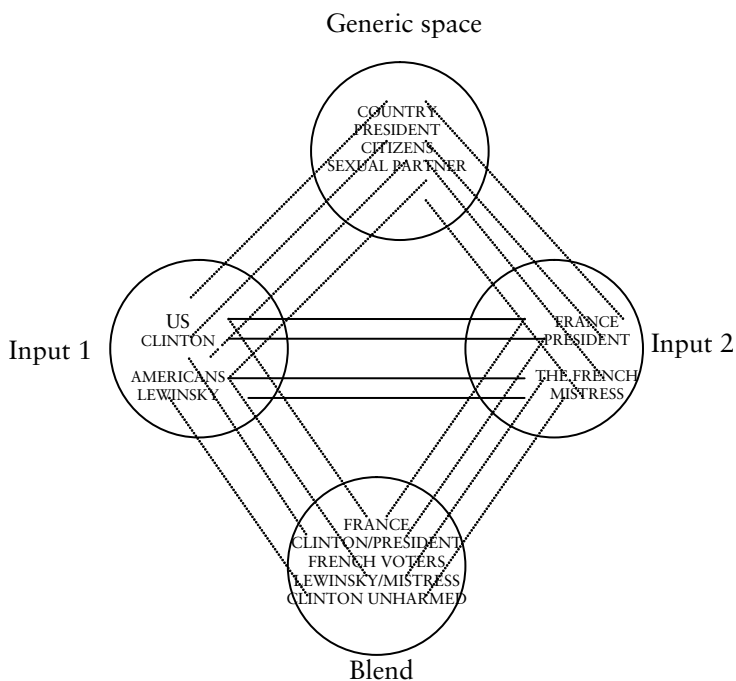 Generic space
COUNTRY
PRESIDENT
CITIZENS
SEXUAL PARTNER
Input 1
US
CLINTON
AMERICANS
LEWINSKY
FRANCE
PRESIDENT
THE FRENCH
MISTRESS
Input 2
FRANCE
CLINTON/PRESIDENT
FRENCH VOTERS
LEWINSKY/MISTRESS
CLINTON UNHARMED
Blend